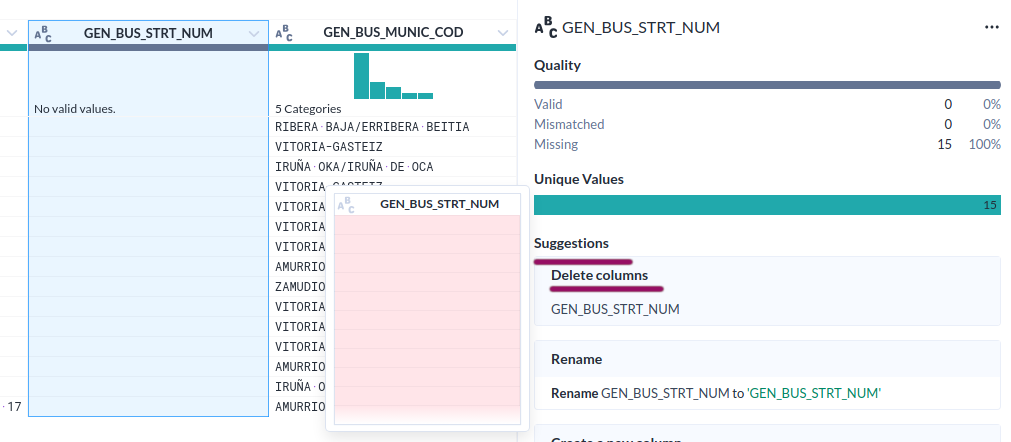 ABC GEN_BUS_STRT_NUM
No valid values.
17
ABC GEN_BUS_MUNIC_COD
5 Categories
RIBERA·BAJA/ERRIBERA·BEITIA
VITORIA-GASTEIZ
IRUÑA·OKA/IRUÑA·DE·OCA
VITORIA-GASTEIZ
VITORIA
VITORIA
VITORIA
AMURRIO
ZAMUDIO
VITORIA
VITORIA
VITORIA
AMURRIO
IRUÑA·O
AMURRIO
ABC GEN_BUS_STRT_NUM
ABC GEN_BUS_STRT_NUM
Quality
Valid 0 0%
Mismatched 0 0%
Missing 15 100%
Unique Values
15
Suggestions
Delete columns
GEN_BUS_STRT_NUM
Rename
Rename GEN_BUS_STRT_NUM to 'GEN_BUS_STRT_NUM'
Create a new column